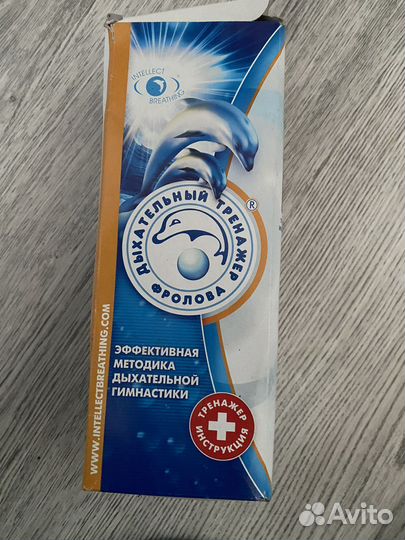 INTELLECT
BREATHING
ДЫХАТЕЛЬНЫЙ ТРЕНАЖЕР
ФРОЛОВА
®
ЭФФЕКТИВНАЯ
МЕТОДИКА
ДЫХАТЕЛЬНОЙ
ГИМНАСТИКИ
WWW.INTELLECTBREATHING.COM
ТРЕНАЖЕР
ИНСТРУКЦИЯ
Avito